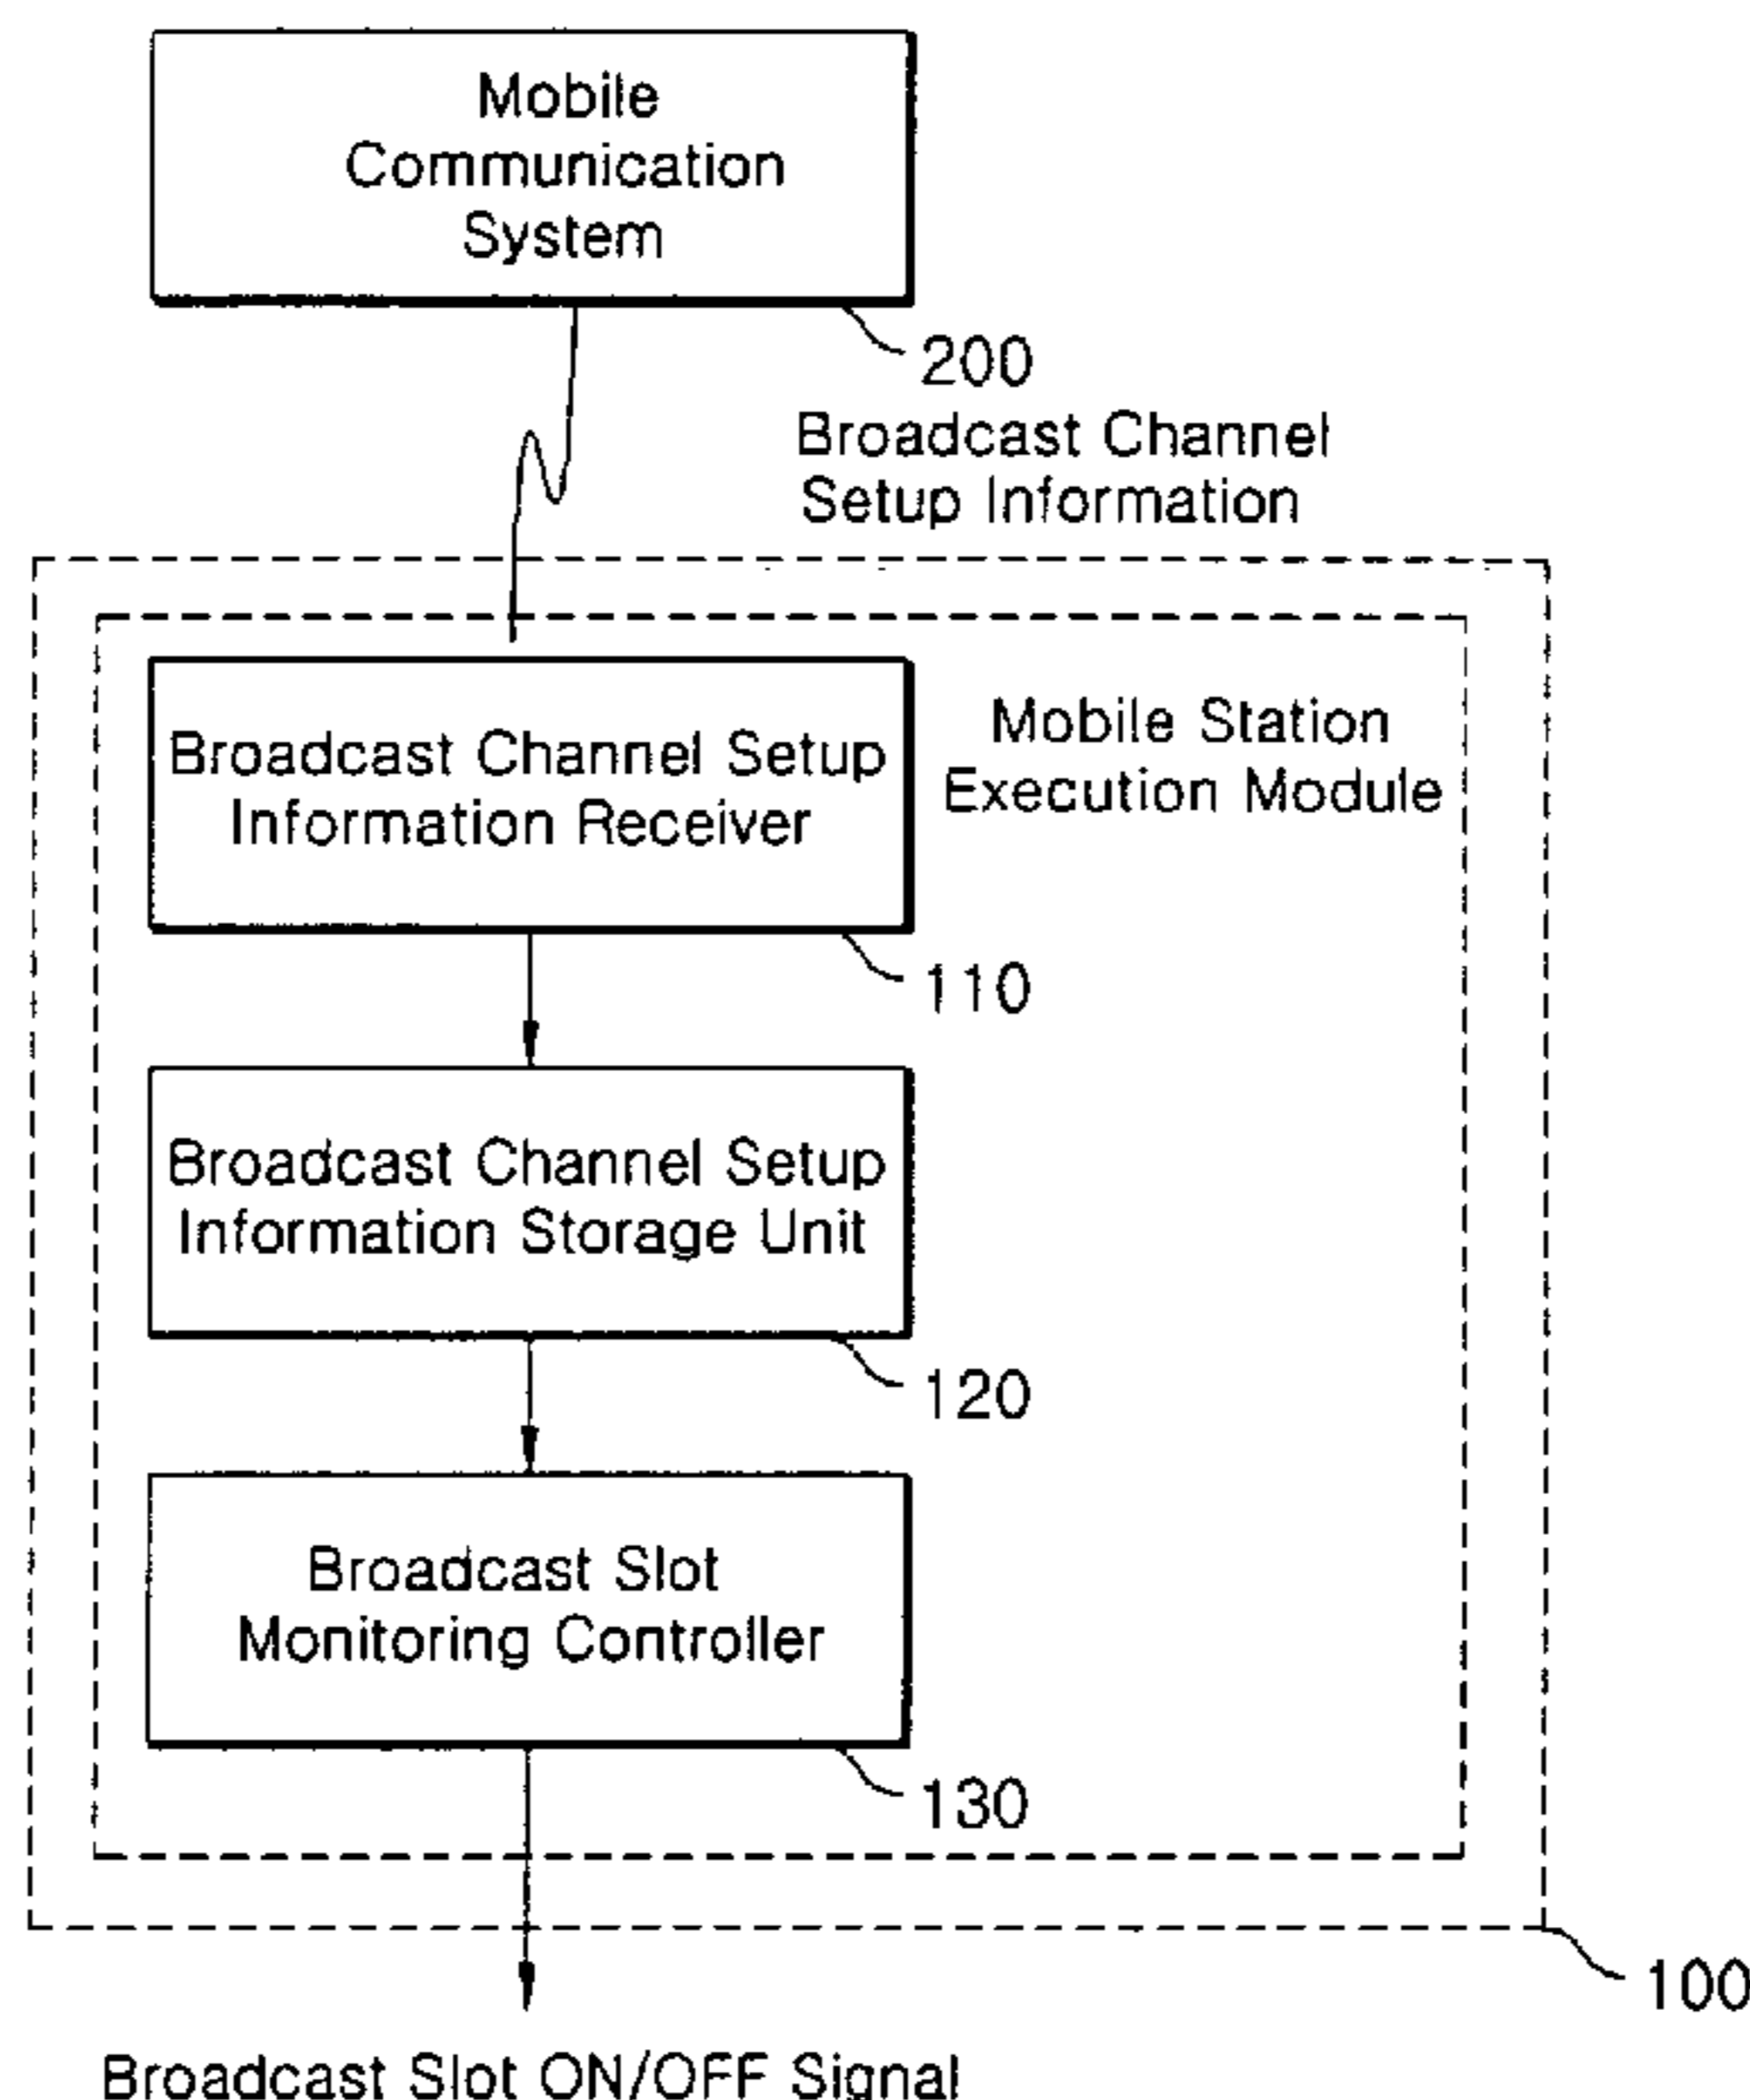 Mobile
Communication
System
200
Broadcast Channel
Setup Information
Mobile Station
Execution Module
Broadcast Channel Setup
Information Receiver
110
Broadcast Channel Setup
Information Storage Unit
120
Broadcast Slot
Monitoring Controller
130
100
Broadcast Slot ON/OFF Signal